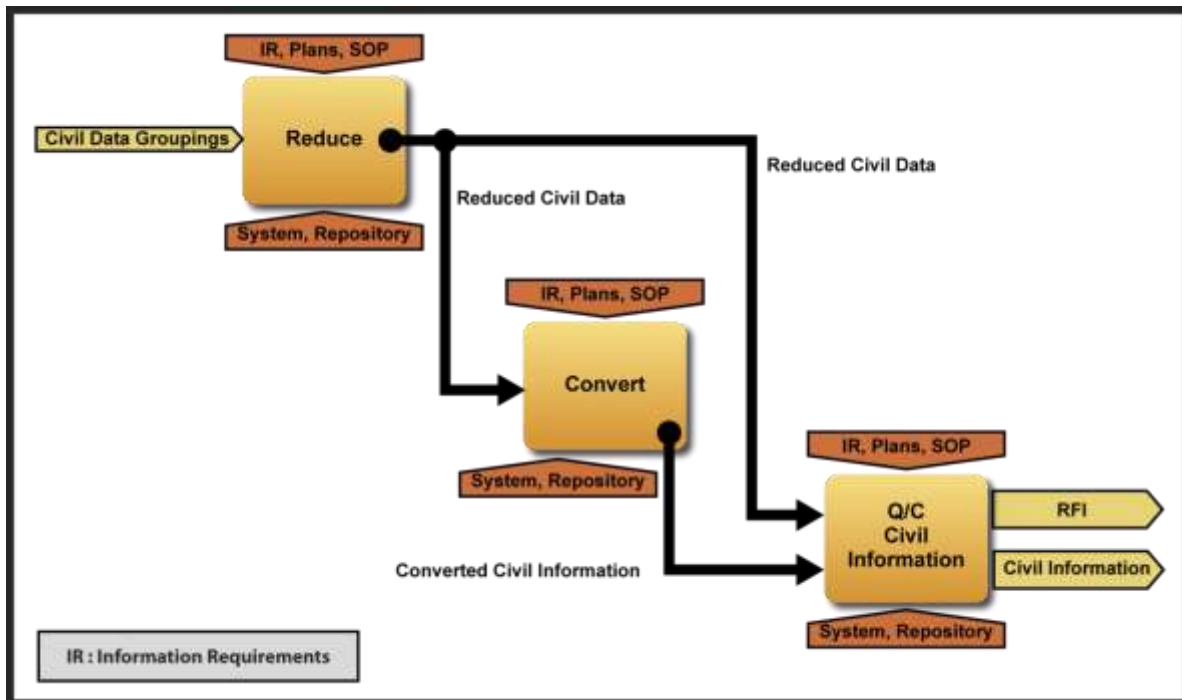 IR, Plans, SOP
Civil Data Groupings
Reduce
Reduced Civil Data
Reduced Civil Data
System, Repository
IR, Plans, SOP
Convert
System, Repository
IR, Plans, SOP
Q/C
Civil
Information
RFI
Civil Information
Converted Civil Information
System, Repository
IR : Information Requirements